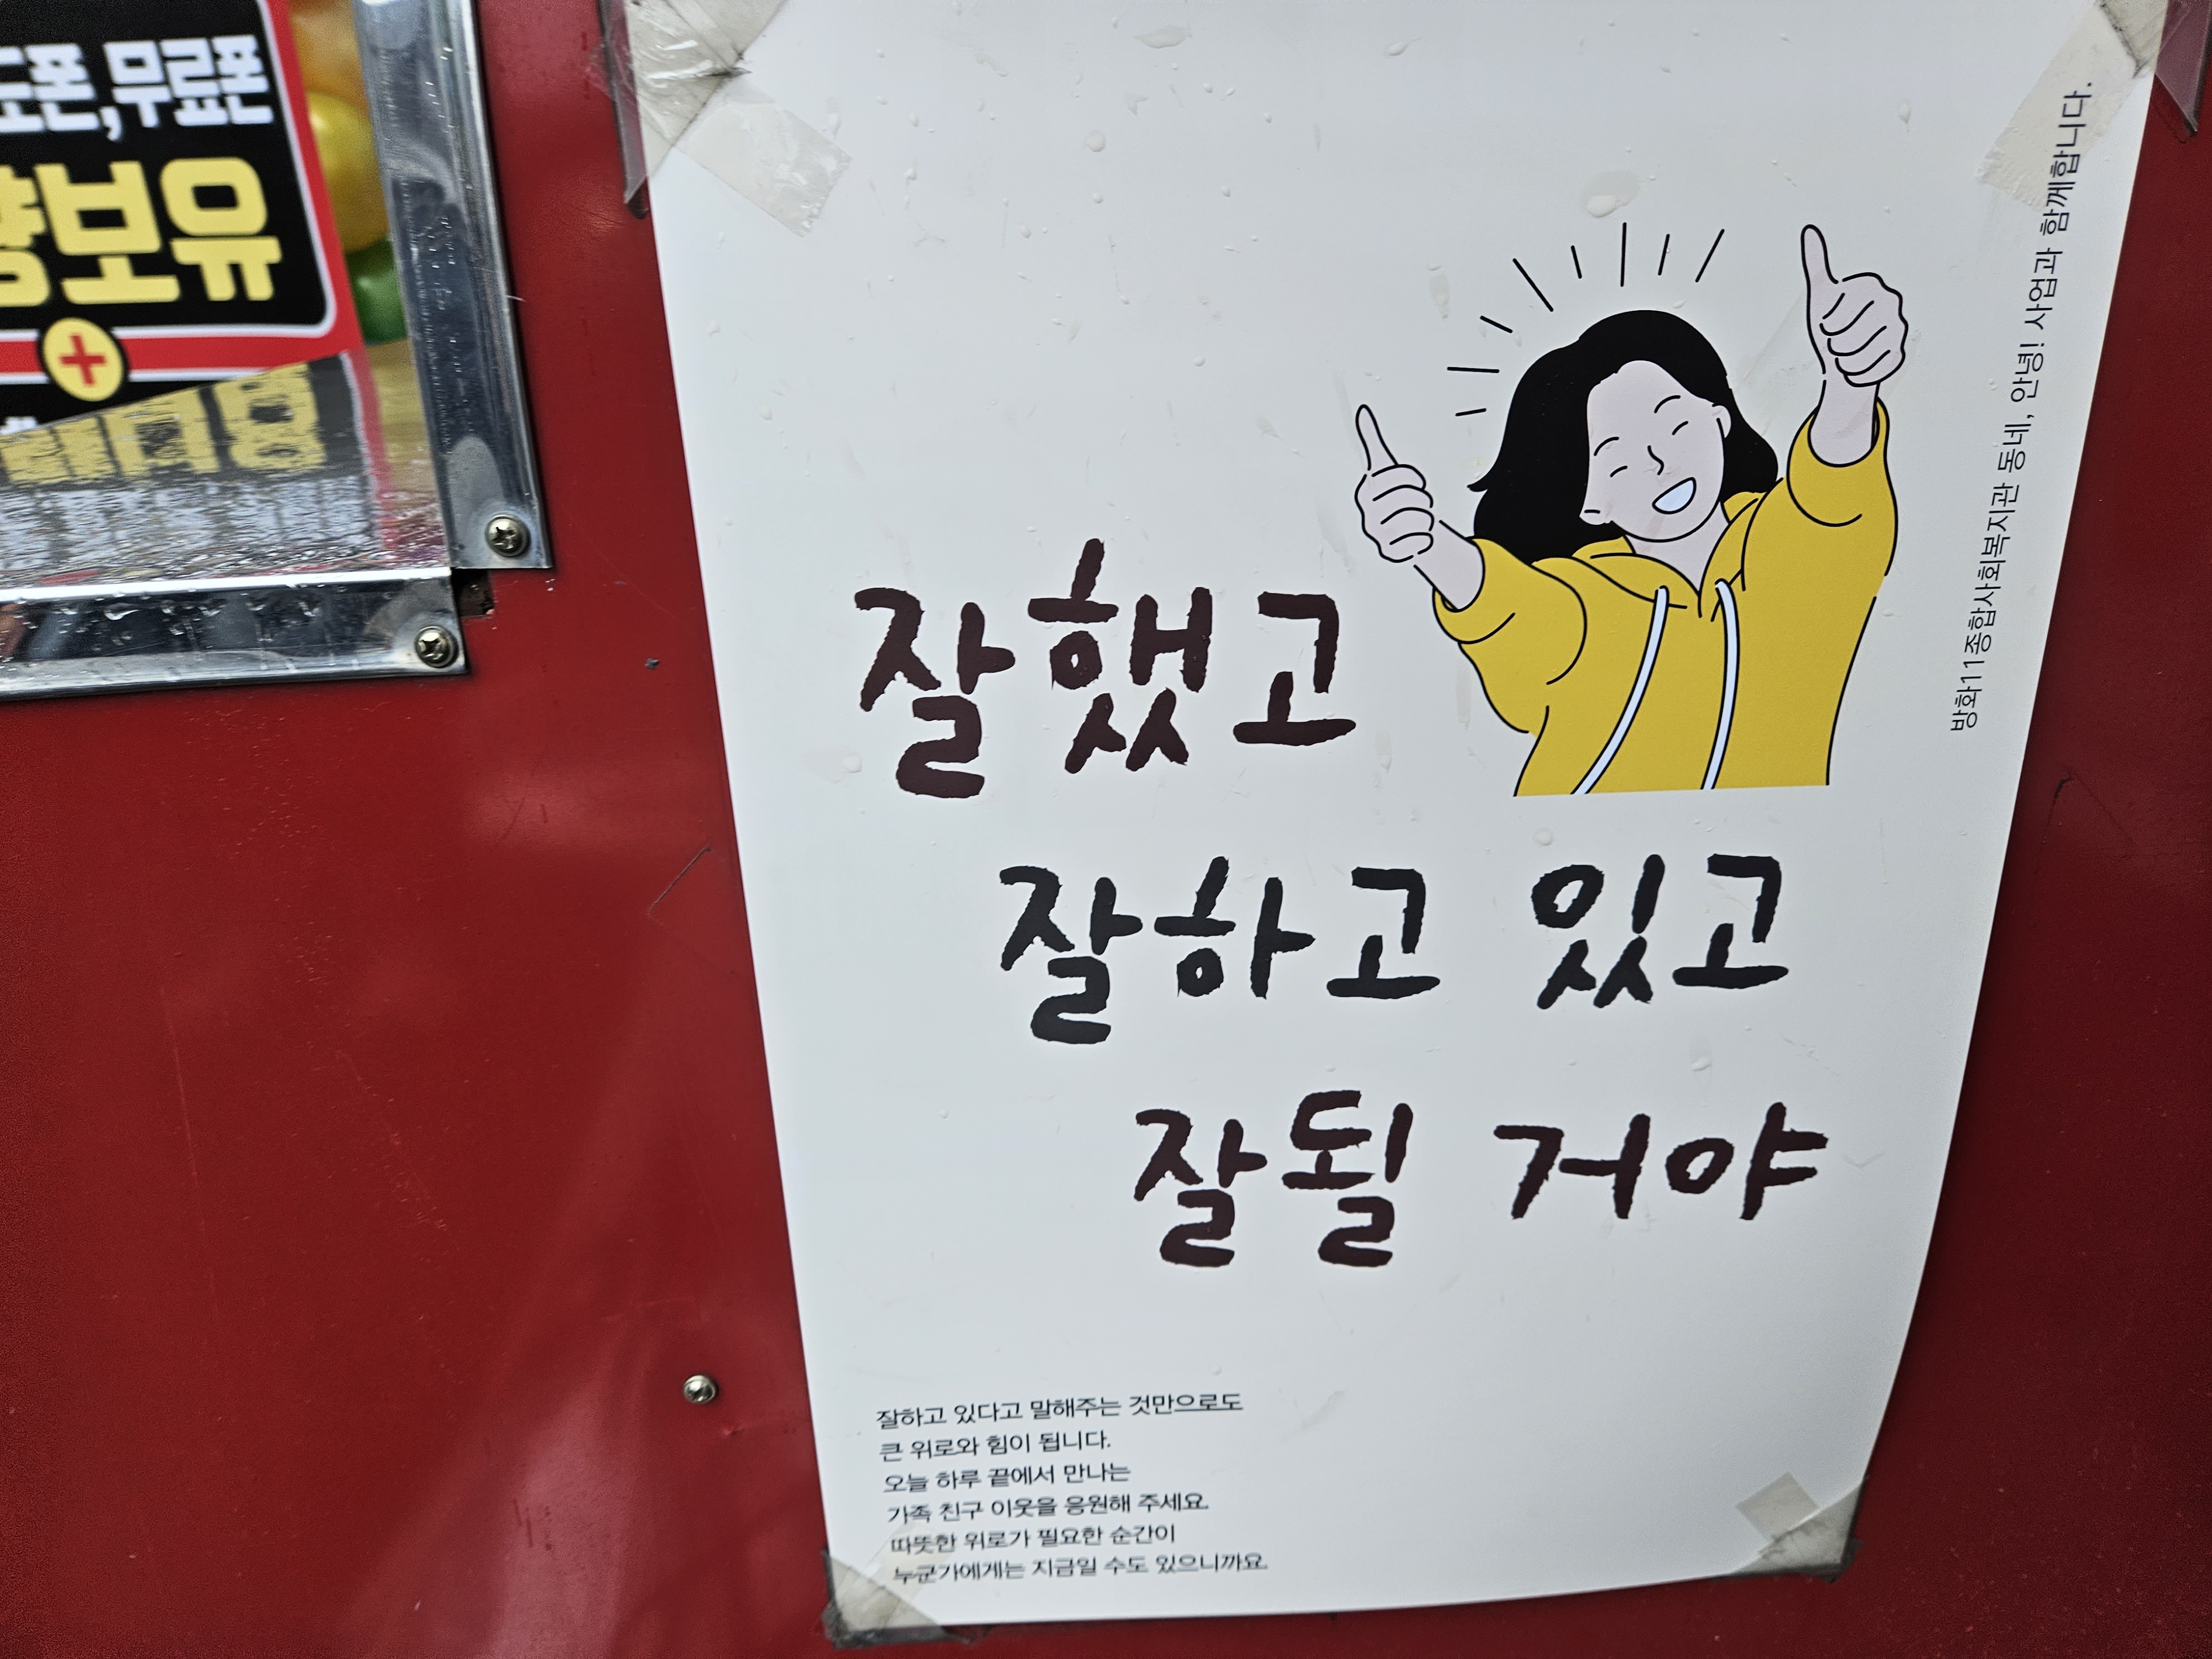 폰,무료폰
보유
잘했고
잘하고 있고
잘될 거야
잘하고 있다고 말해주는 것만으로도
큰 위로와 힘이 됩니다.
오늘 하루 끝에서 만나는
가족 친구 이웃을 응원해 주세요.
따뜻한 위로가 필요한 순간이
누군가에게는 지금일 수도 있으니까요.
방화11종합사회복지관 동네, 안녕! 사업과 함께합니다.